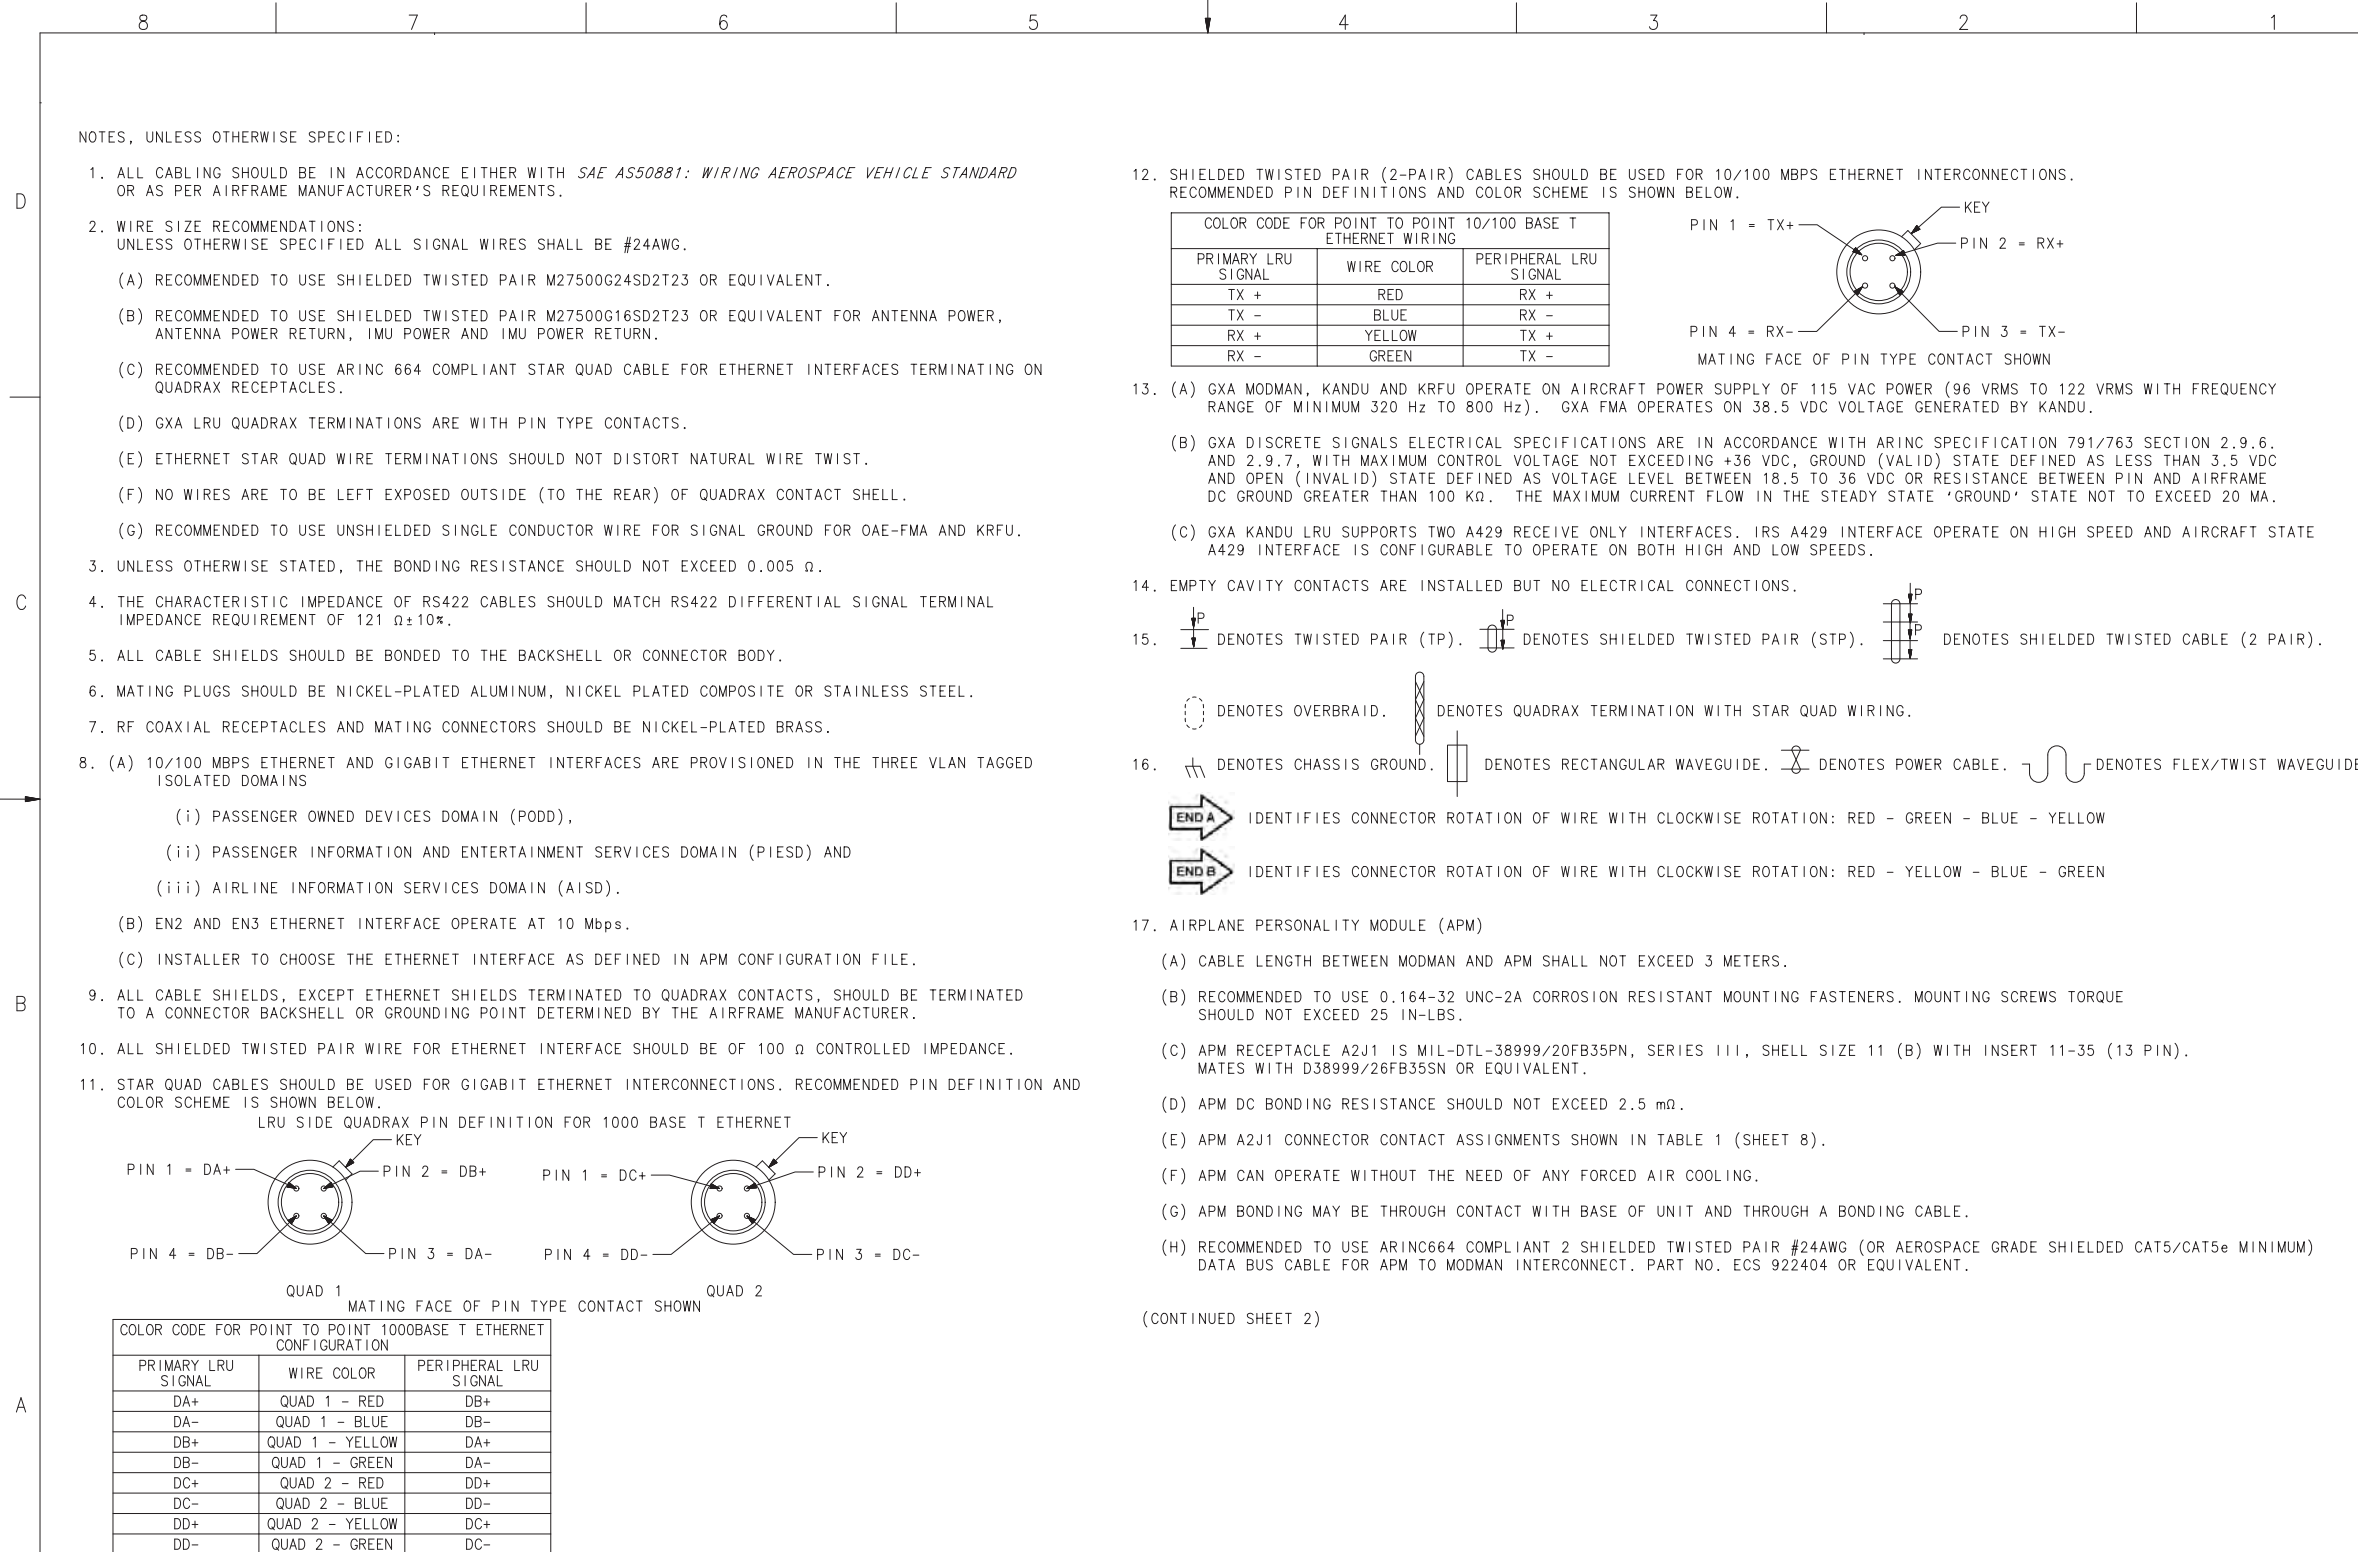 8 7 6 5 4 3 2 1
D
C
B
A
NOTES, UNLESS OTHERWISE SPECIFIED:
1. ALL CABLING SHOULD BE IN ACCORDANCE EITHER WITH SAE AS50881: WIRING AEROSPACE VEHICLE STANDARD
OR AS PER AIRFRAME MANUFACTURER'S REQUIREMENTS.
2. WIRE SIZE RECOMMENDATIONS:
UNLESS OTHERWISE SPECIFIED ALL SIGNAL WIRES SHALL BE #24AWG.
(A) RECOMMENDED TO USE SHIELDED TWISTED PAIR M27500G24SD2T23 OR EQUIVALENT.
(B) RECOMMENDED TO USE SHIELDED TWISTED PAIR M27500G16SD2T23 OR EQUIVALENT FOR ANTENNA POWER,
ANTENNA POWER RETURN, IMU POWER AND IMU POWER RETURN.
(C) RECOMMENDED TO USE ARINC 664 COMPLIANT STAR QUAD CABLE FOR ETHERNET INTERFACES TERMINATING ON
QUADRAX RECEPTACLES.
(D) GXA LRU QUADRAX TERMINATIONS ARE WITH PIN TYPE CONTACTS.
(E) ETHERNET STAR QUAD WIRE TERMINATIONS SHOULD NOT DISTORT NATURAL WIRE TWIST.
(F) NO WIRES ARE TO BE LEFT EXPOSED OUTSIDE (TO THE REAR) OF QUADRAX CONTACT SHELL.
(G) RECOMMENDED TO USE UNSHIELDED SINGLE CONDUCTOR WIRE FOR SIGNAL GROUND FOR OAE-FMA AND KRFU.
3. UNLESS OTHERWISE STATED, THE BONDING RESISTANCE SHOULD NOT EXCEED 0.005 Ω.
4. THE CHARACTERISTIC IMPEDANCE OF RS422 CABLES SHOULD MATCH RS422 DIFFERENTIAL SIGNAL TERMINAL
IMPEDANCE REQUIREMENT OF 121 Ω±10%.
5. ALL CABLE SHIELDS SHOULD BE BONDED TO THE BACKSHELL OR CONNECTOR BODY.
6. MATING PLUGS SHOULD BE NICKEL-PLATED ALUMINUM, NICKEL PLATED COMPOSITE OR STAINLESS STEEL.
7. RF COAXIAL RECEPTACLES AND MATING CONNECTORS SHOULD BE NICKEL-PLATED BRASS.
8. (A) 10/100 MBPS ETHERNET AND GIGABIT ETHERNET INTERFACES ARE PROVISIONED IN THE THREE VLAN TAGGED
ISOLATED DOMAINS
(i) PASSENGER OWNED DEVICES DOMAIN (PODD),
(ii) PASSENGER INFORMATION AND ENTERTAINMENT SERVICES DOMAIN (PIESD) AND
(iii) AIRLINE INFORMATION SERVICES DOMAIN (AISD).
(B) EN2 AND EN3 ETHERNET INTERFACE OPERATE AT 10 Mbps.
(C) INSTALLER TO CHOOSE THE ETHERNET INTERFACE AS DEFINED IN APM CONFIGURATION FILE.
9. ALL CABLE SHIELDS, EXCEPT ETHERNET SHIELDS TERMINATED TO QUADRAX CONTACTS, SHOULD BE TERMINATED
TO A CONNECTOR BACKSHELL OR GROUNDING POINT DETERMINED BY THE AIRFRAME MANUFACTURER.
10. ALL SHIELDED TWISTED PAIR WIRE FOR ETHERNET INTERFACE SHOULD BE OF 100 Ω CONTROLLED IMPEDANCE.
11. STAR QUAD CABLES SHOULD BE USED FOR GIGABIT ETHERNET INTERCONNECTIONS. RECOMMENDED PIN DEFINITION AND
COLOR SCHEME IS SHOWN BELOW.
LRU SIDE QUADRAX PIN DEFINITION FOR 1000 BASE T ETHERNET
KEY KEY
PIN 1 = DA+ PIN 2 = DB+ PIN 1 = DC+ PIN 2 = DD+
PIN 4 = DB- PIN 3 = DA- PIN 4 = DD- PIN 3 = DC-
QUAD 1 QUAD 2
MATING FACE OF PIN TYPE CONTACT SHOWN
COLOR CODE FOR POINT TO POINT 1000BASE T ETHERNET
CONFIGURATION
PRIMARY LRU SIGNAL WIRE COLOR PERIPHERAL LRU SIGNAL
DA+ QUAD 1 - RED DB+
DA- QUAD 1 - BLUE DB-
DB+ QUAD 1 - YELLOW DA+
DB- QUAD 1 - GREEN DA-
DC+ QUAD 2 - RED DD+
DC- QUAD 2 - BLUE DD-
DD+ QUAD 2 - YELLOW DC+
DD- QUAD 2 - GREEN DC-
12. SHIELDED TWISTED PAIR (2-PAIR) CABLES SHOULD BE USED FOR 10/100 MBPS ETHERNET INTERCONNECTIONS.
RECOMMENDED PIN DEFINITIONS AND COLOR SCHEME IS SHOWN BELOW.
COLOR CODE FOR POINT TO POINT 10/100 BASE T
ETHERNET WIRING
PRIMARY LRU SIGNAL WIRE COLOR PERIPHERAL LRU SIGNAL
TX + RED RX +
TX - BLUE RX -
RX + YELLOW TX +
RX - GREEN TX -
KEY
PIN 1 = TX+ PIN 2 = RX+
PIN 4 = RX- PIN 3 = TX-
MATING FACE OF PIN TYPE CONTACT SHOWN
13. (A) GXA MODMAN, KANDU AND KRFU OPERATE ON AIRCRAFT POWER SUPPLY OF 115 VAC POWER (96 VRMS TO 122 VRMS WITH FREQUENCY
RANGE OF MINIMUM 320 Hz TO 800 Hz). GXA FMA OPERATES ON 38.5 VDC VOLTAGE GENERATED BY KANDU.
(B) GXA DISCRETE SIGNALS ELECTRICAL SPECIFICATIONS ARE IN ACCORDANCE WITH ARINC SPECIFICATION 791/763 SECTION 2.9.6.
AND 2.9.7, WITH MAXIMUM CONTROL VOLTAGE NOT EXCEEDING +36 VDC, GROUND (VALID) STATE DEFINED AS LESS THAN 3.5 VDC
AND OPEN (INVALID) STATE DEFINED AS VOLTAGE LEVEL BETWEEN 18.5 TO 36 VDC OR RESISTANCE BETWEEN PIN AND AIRFRAME
DC GROUND GREATER THAN 100 KΩ. THE MAXIMUM CURRENT FLOW IN THE STEADY STATE 'GROUND' STATE NOT TO EXCEED 20 MA.
(C) GXA KANDU LRU SUPPORTS TWO A429 RECEIVE ONLY INTERFACES. IRS A429 INTERFACE OPERATE ON HIGH SPEED AND AIRCRAFT STATE
A429 INTERFACE IS CONFIGURABLE TO OPERATE ON BOTH HIGH AND LOW SPEEDS.
14. EMPTY CAVITY CONTACTS ARE INSTALLED BUT NO ELECTRICAL CONNECTIONS.
15. P DENOTES TWISTED PAIR (TP). P DENOTES SHIELDED TWISTED PAIR (STP). P P DENOTES SHIELDED TWISTED CABLE (2 PAIR).
DENOTES OVERBRAID. DENOTES QUADRAX TERMINATION WITH STAR QUAD WIRING.
16. DENOTES CHASSIS GROUND. DENOTES RECTANGULAR WAVEGUIDE. DENOTES POWER CABLE. DENOTES FLEX/TWIST WAVEGUIDE
END A IDENTIFIES CONNECTOR ROTATION OF WIRE WITH CLOCKWISE ROTATION: RED - GREEN - BLUE - YELLOW
END B IDENTIFIES CONNECTOR ROTATION OF WIRE WITH CLOCKWISE ROTATION: RED - YELLOW - BLUE - GREEN
17. AIRPLANE PERSONALITY MODULE (APM)
(A) CABLE LENGTH BETWEEN MODMAN AND APM SHALL NOT EXCEED 3 METERS.
(B) RECOMMENDED TO USE 0.164-32 UNC-2A CORROSION RESISTANT MOUNTING FASTENERS. MOUNTING SCREWS TORQUE
SHOULD NOT EXCEED 25 IN-LBS.
(C) APM RECEPTACLE A2J1 IS MIL-DTL-38999/20FB35PN, SERIES III, SHELL SIZE 11 (B) WITH INSERT 11-35 (13 PIN).
MATES WITH D38999/26FB35SN OR EQUIVALENT.
(D) APM DC BONDING RESISTANCE SHOULD NOT EXCEED 2.5 mΩ.
(E) APM A2J1 CONNECTOR CONTACT ASSIGNMENTS SHOWN IN TABLE 1 (SHEET 8).
(F) APM CAN OPERATE WITHOUT THE NEED OF ANY FORCED AIR COOLING.
(G) APM BONDING MAY BE THROUGH CONTACT WITH BASE OF UNIT AND THROUGH A BONDING CABLE.
(H) RECOMMENDED TO USE ARINC664 COMPLIANT 2 SHIELDED TWISTED PAIR #24AWG (OR AEROSPACE GRADE SHIELDED CAT5/CAT5e MINIMUM)
DATA BUS CABLE FOR APM TO MODMAN INTERCONNECT. PART NO. ECS 922404 OR EQUIVALENT.
(CONTINUED SHEET 2)